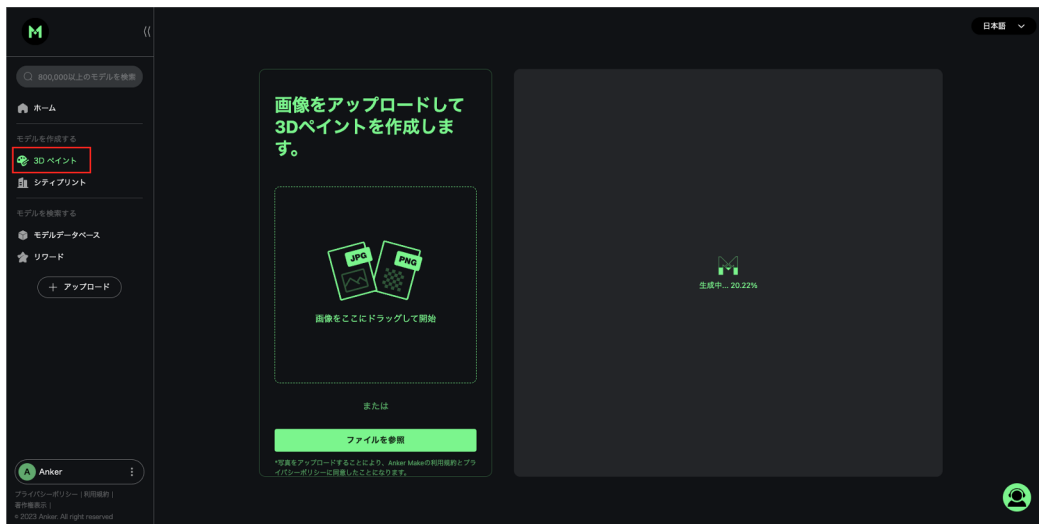 M
日本語
800,000以上のモデルを検索
ホーム
モデルを作成する
3D ペイント
シティプリント
モデルを検索する
モデルデータベース
リワード
+ アップロード
A Anker
プライバシーポリシー | 利用規約 |
著作権表示 |
© 2023 Anker. All right reserved
画像をアップロードして
3Dペイントを作成しま
す。
JPG
PNG
画像をここにドラッグして開始
または
ファイルを参照
*写真をアップロードすることにより、Anker Makeの利用規約とプラ
イバシーポリシーに同意したことになります。
生成中... 20.22%